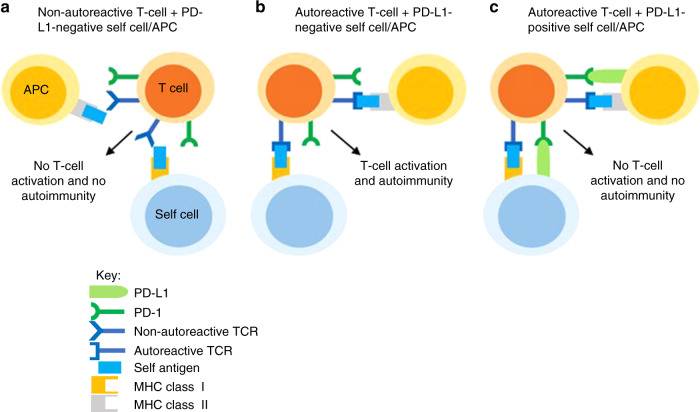 a
Non-autoreactive T-cell + PD-
L1-negative self cell/APC
APC
T cell
No T-cell
activation and no
autoimmunity
Self cell
b
Autoreactive T-cell + PD-L1-
negative self cell/APC
T-cell activation
and autoimmunity
c
Autoreactive T-cell + PD-L1-
positive self cell/APC
No T-cell
activation and no
autoimmunity
Key:
PD-L1
PD-1
Non-autoreactive TCR
Autoreactive TCR
Self antigen
MHC class I
MHC class II